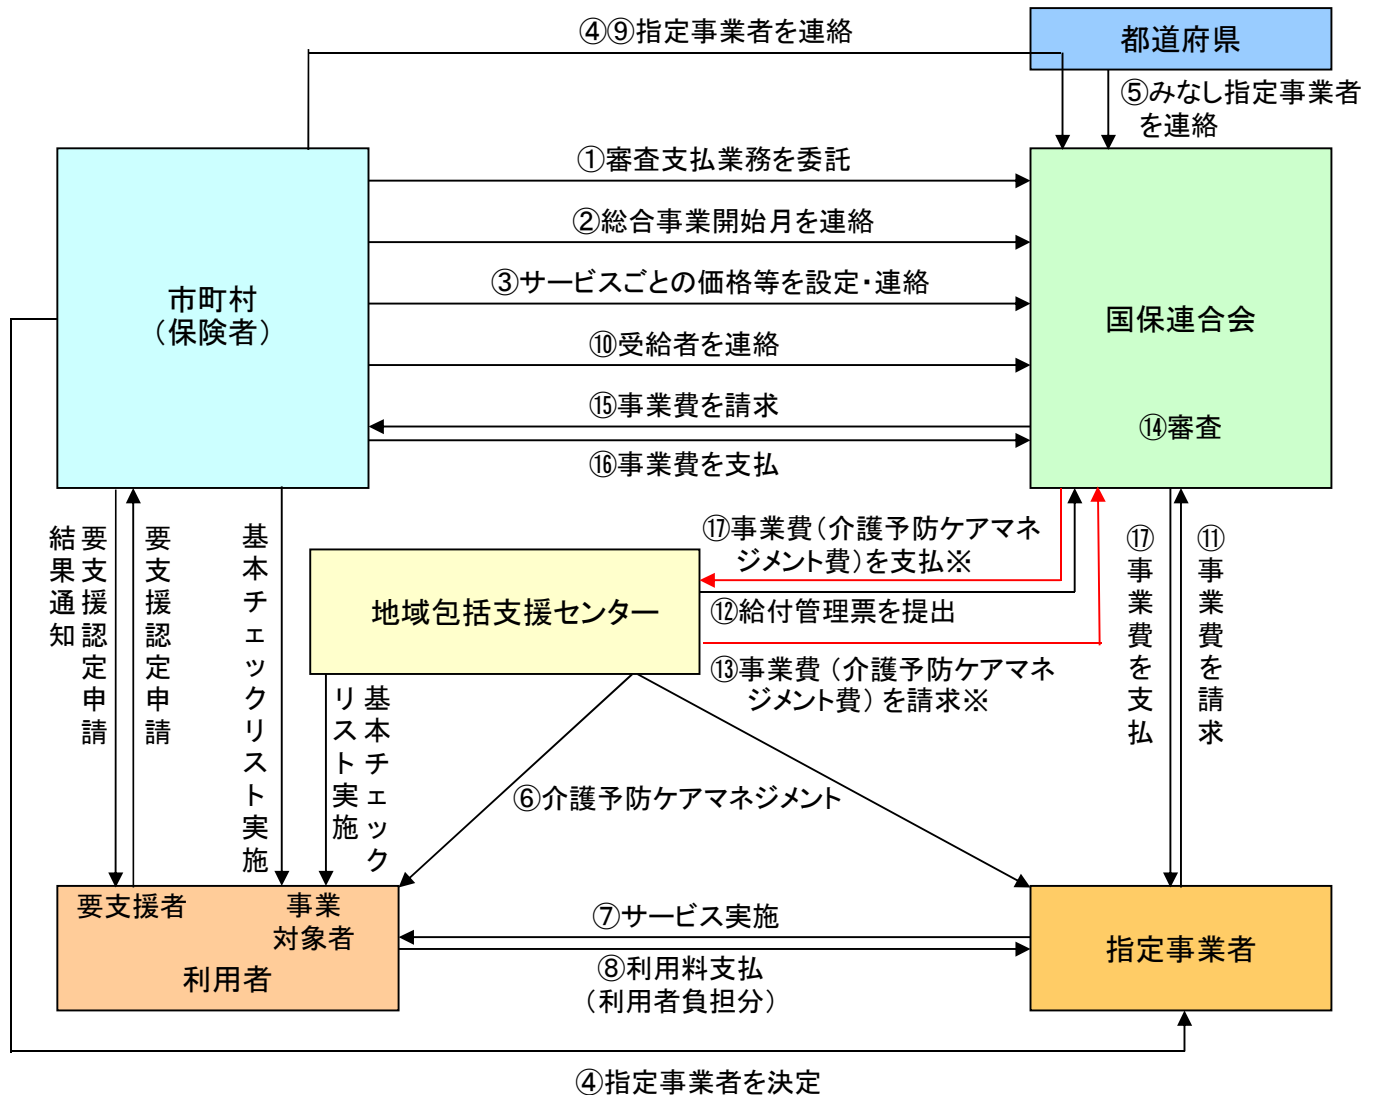 ④⑨指定事業者を連絡
都道府県
⑤みなし指定事業者
を連絡
①審査支払業務を委託
②総合事業開始月を連絡
③サービスごとの価格等を設定・連絡
市町村
（保険者）
国保連合会
⑩受給者を連絡
⑮事業費を請求
⑭審査
⑯事業費を支払
要支援認定申請
結果通知
要支援認定申請
基本チェックリスト実施
⑰事業費（介護予防ケアマネ
ジメント費）を支払※
地域包括支援センター
⑫給付管理票を提出
⑬事業費（介護予防ケアマネ
ジメント費）を請求※
⑰事業費を支払
⑪事業費を請求
基本チェック
リスト実施
⑥介護予防ケアマネジメント
要支援者
事業
対象者
利用者
⑦サービス実施
⑧利用料支払
（利用者負担分）
指定事業者
④指定事業者を決定